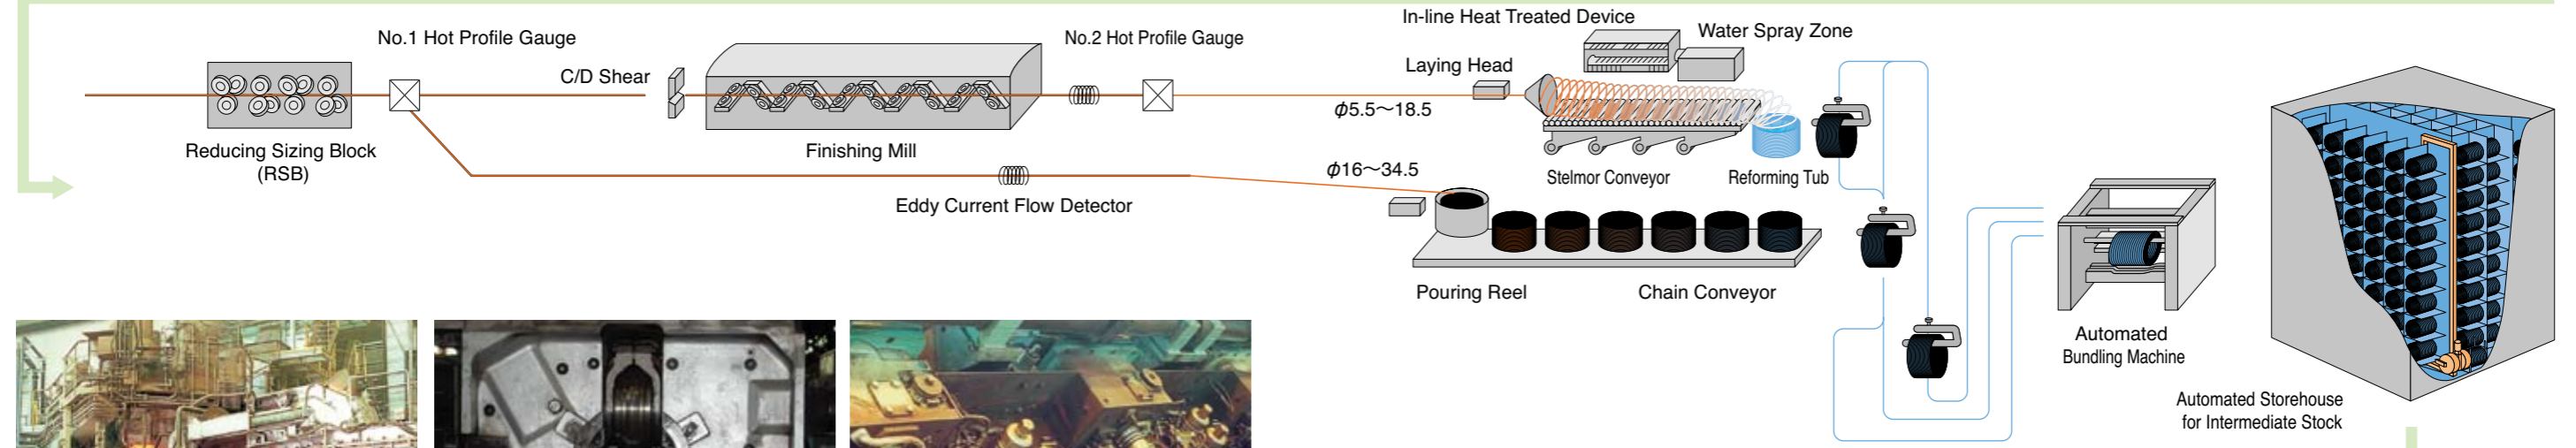 In-line Heat Treated Device
No.1 Hot Profile Gauge
No.2 Hot Profile Gauge
Water Spray Zone
C/D Shear
Laying Head
φ5.5～18.5
Reducing Sizing Block
(RSB)
Finishing Mill
φ16～34.5
Stelmor Conveyor
Reforming Tub
Eddy Current Flow Detector
Pouring Reel
Chain Conveyor
Automated
Bundling Machine
Automated Storehouse
for Intermediate Stock